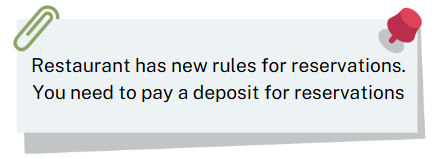 Restaurant has new rules for reservations.
You need to pay a deposit for reservations